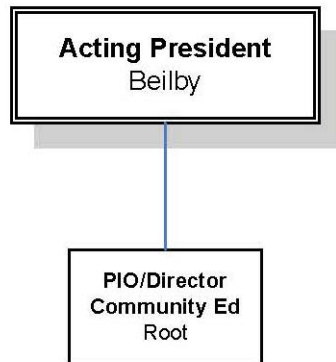 Acting President
Beilby
PIO/Director
Community Ed
Root